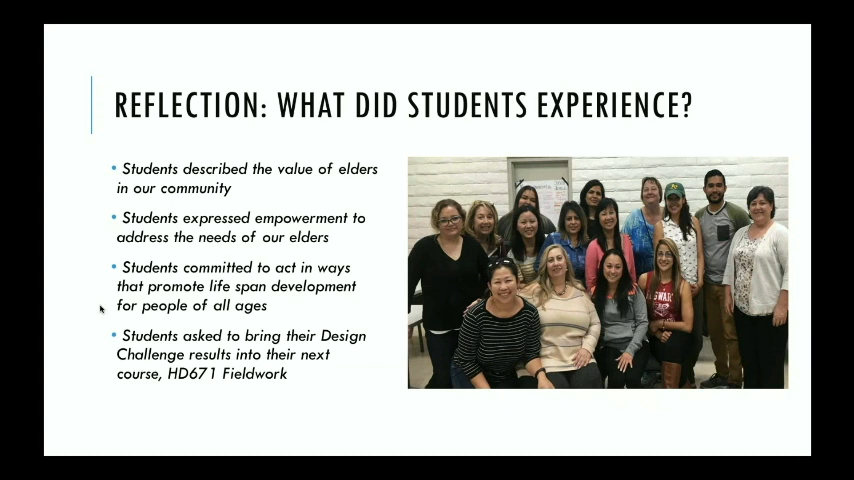 REFLECTION: WHAT DID STUDENTS EXPERIENCE?
• Students described the value of elders
in our community
• Students expressed empowerment to
address the needs of our elders
• Students committed to act in ways
that promote life span development
for people of all ages
• Students asked to bring their Design
Challenge results into their next
course, HD671 Fieldwork